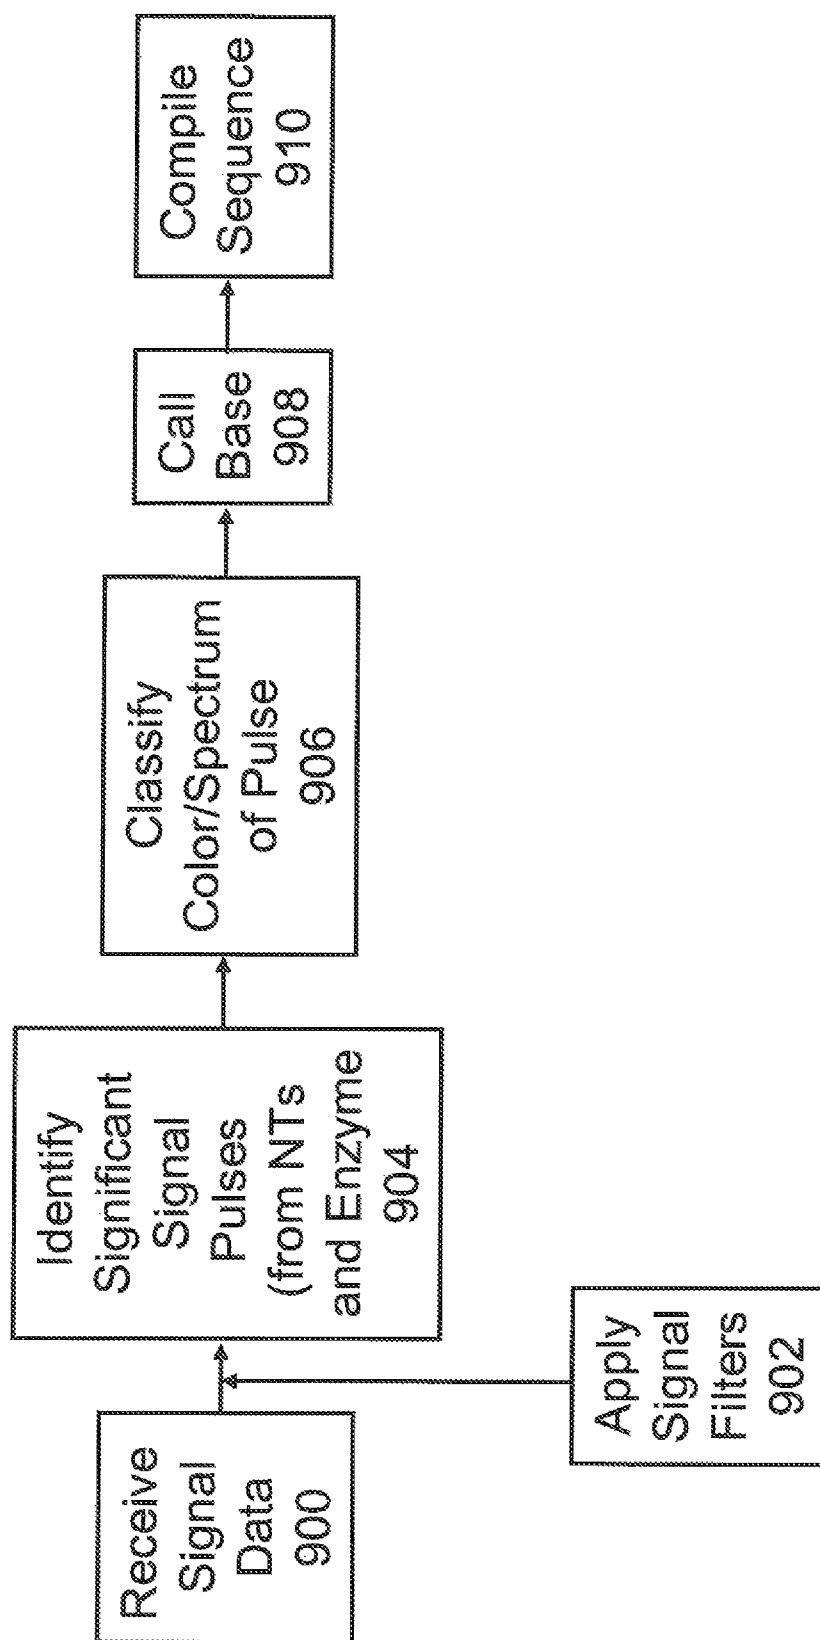 Receive
Signal
Data
900
Apply
Signal
Filters
902
Identify
Significant
Signal
Pulses
(from NTs
and Enzyme
904
Classify
Color/Spectrum
of Pulse
906
Call
Base
908
Compile
Sequence
910